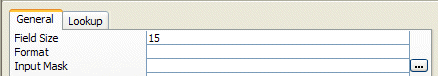 General Lookup
Field Size 15
Format
Input Mask ...